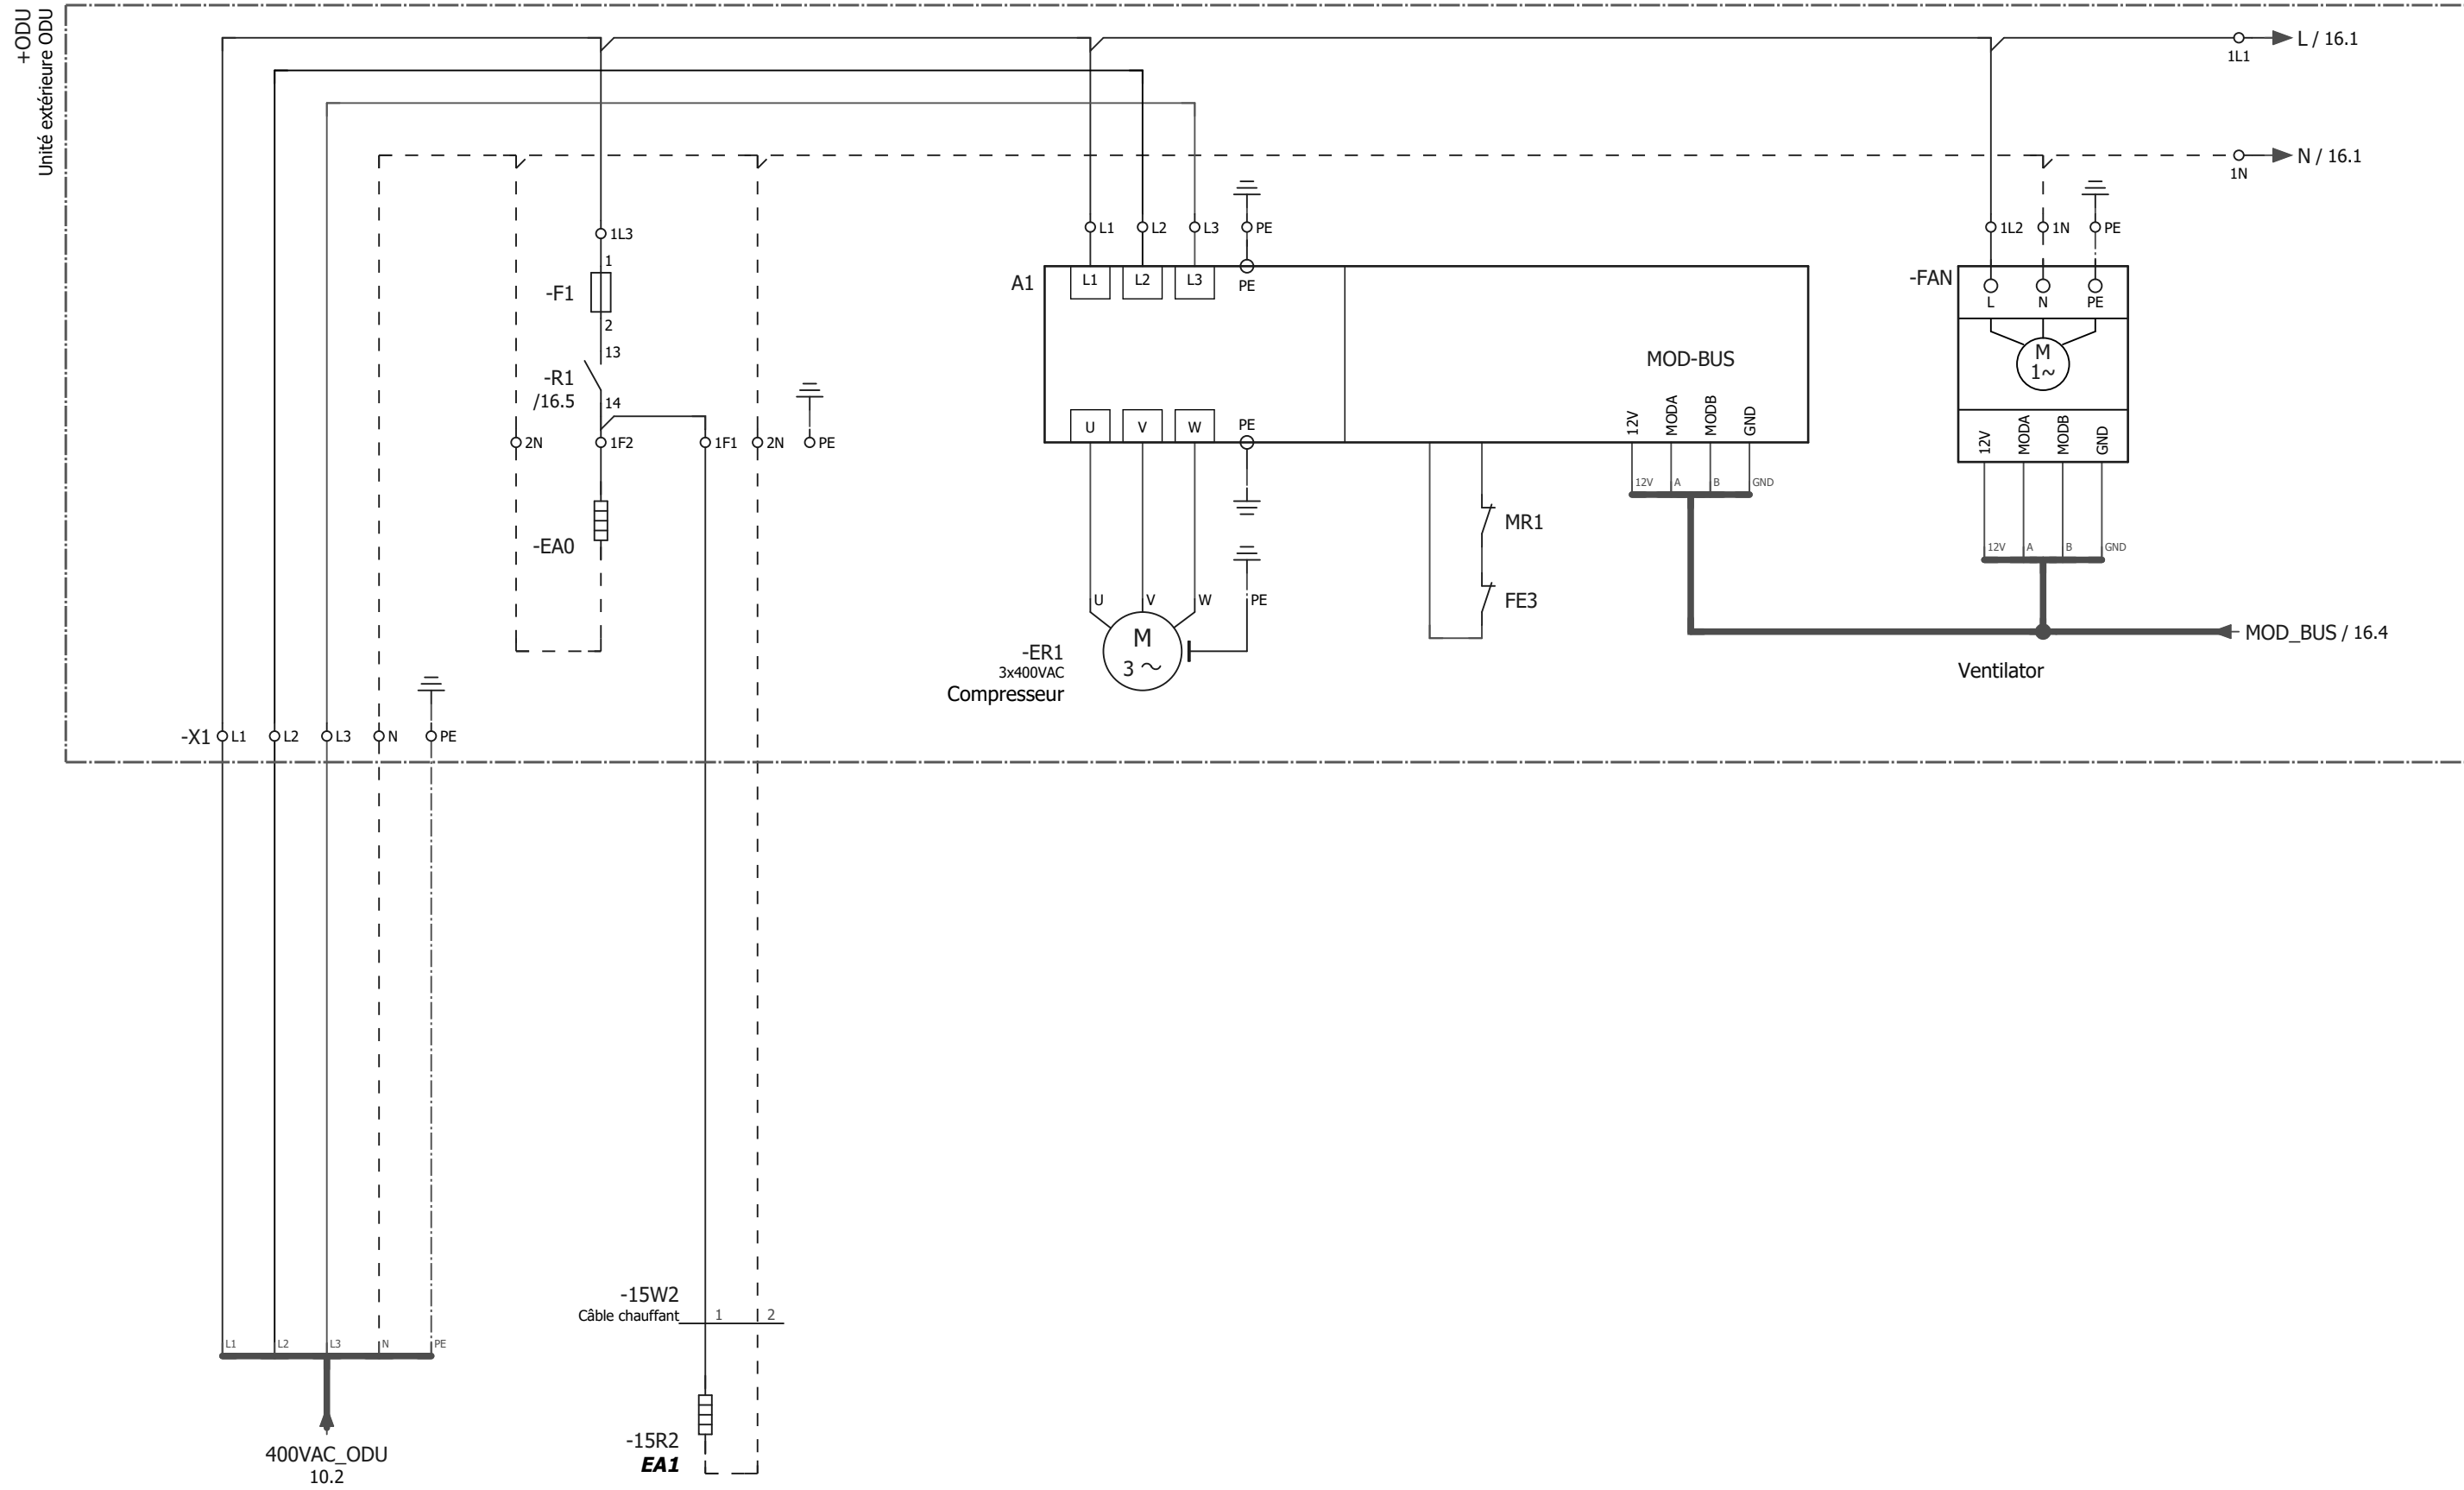 +ODU
Unité extérieure ODU
L / 16.1
1L1
N / 16.1
1N
1L3
1
-F1
2
13
-R1
/16.5
14
2N
1F2
1F1
2N
PE
-EA0
L1
L2
L3
PE
A1
L1
L2
L3
PE
MOD-BUS
U
V
W
PE
12V
MODA
MODB
GND
12V
A
B
GND
MR1
FE3
U
V
W
PE
-ER1
3x400VAC
Compresseur
M
3 ~
1L2
1N
PE
-FAN
L
N
PE
M
1~
12V
MODA
MODB
GND
12V
A
B
GND
MOD_BUS / 16.4
Ventilator
-X1
L1
L2
L3
N
PE
-15W2
Câble chauffant
1
2
L1
L2
L3
N
PE
400VAC_ODU
10.2
-15R2
EA1